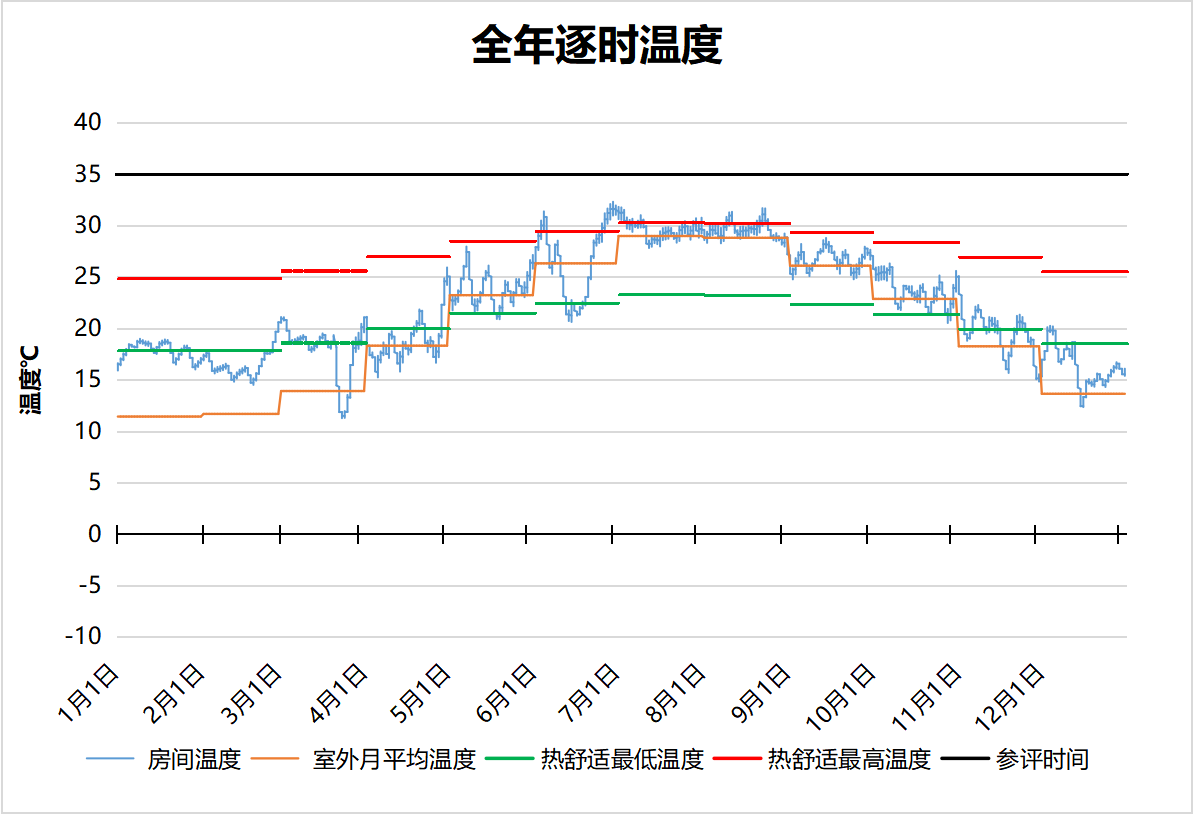 全年逐时温度
40
35
30
25
20
15
10
5
0
-5
-10
温度℃
1月1日
2月1日
3月1日
4月1日
5月1日
6月1日
7月1日
8月1日
9月1日
10月1日
11月1日
12月1日
房间温度 室外月平均温度 热舒适最低温度 热舒适最高温度 参评时间